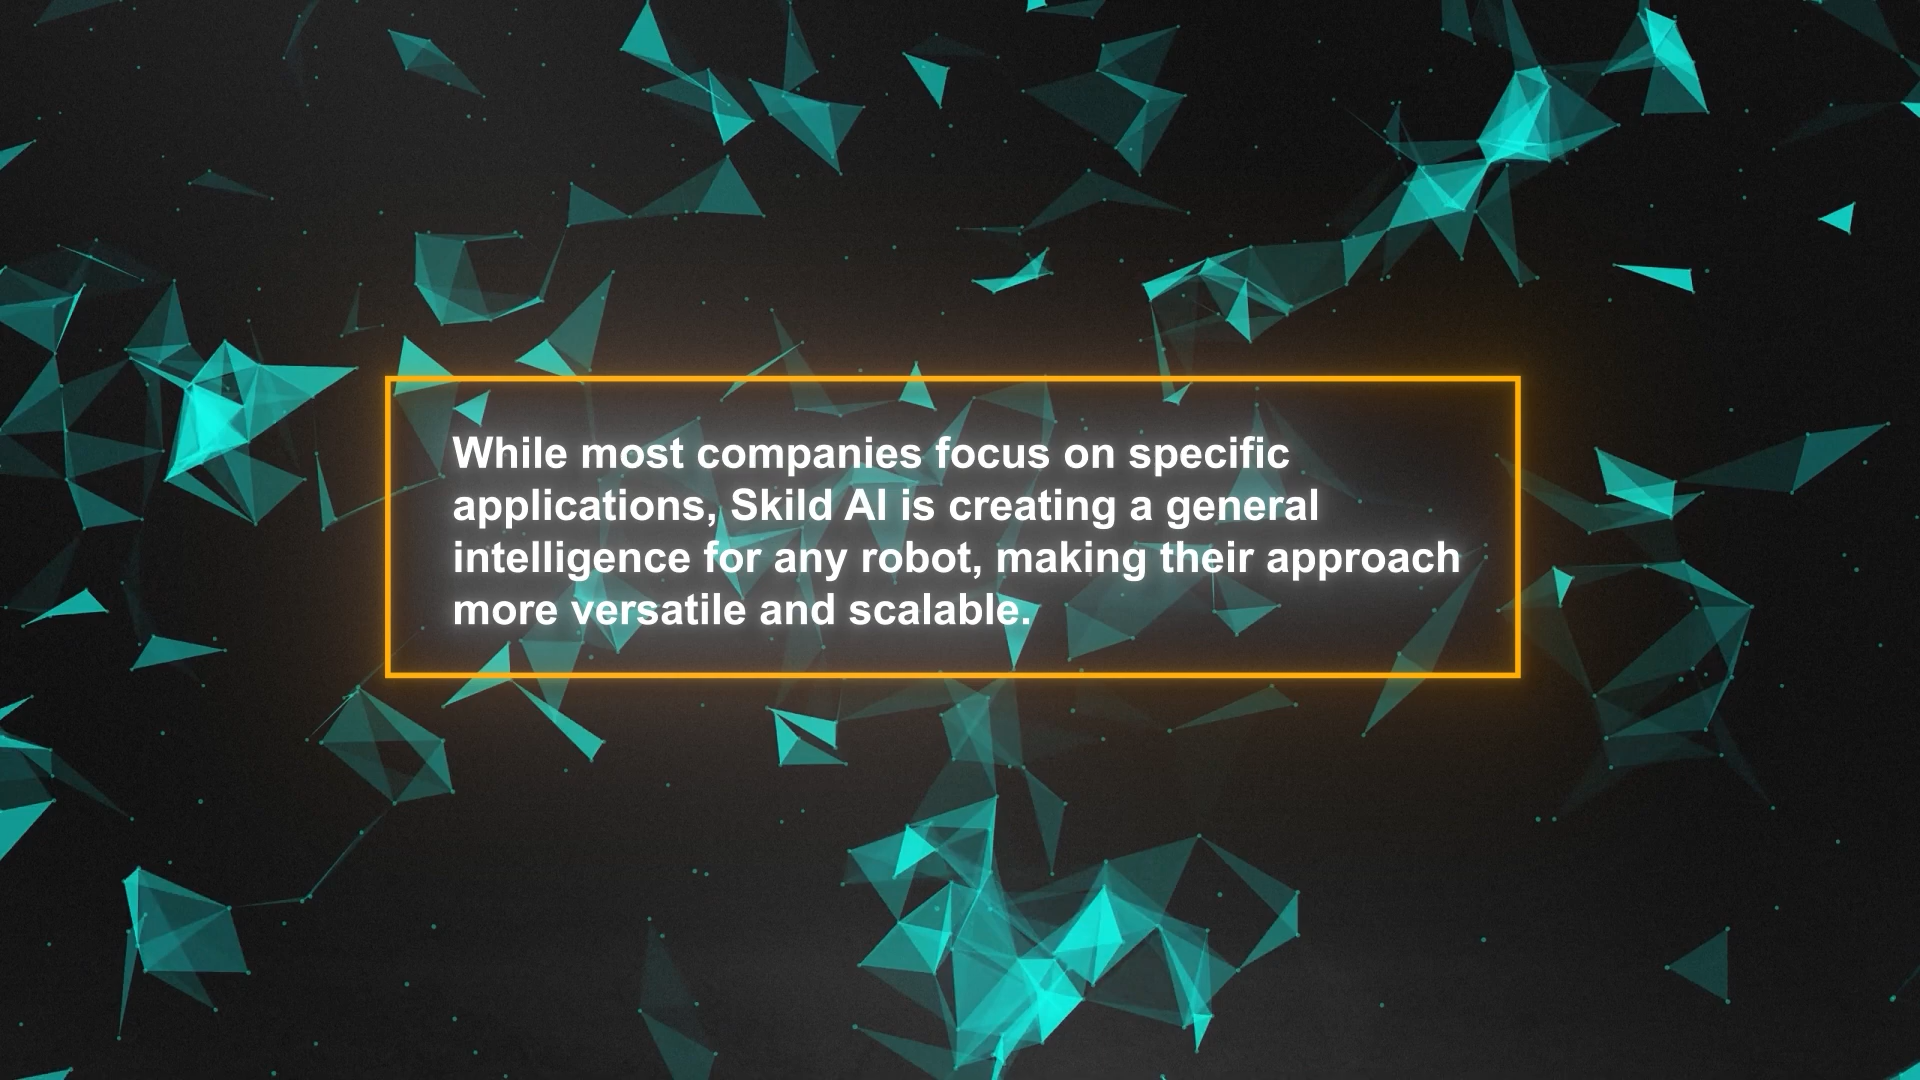 While most companies focus on specific
applications, Skild AI is creating a general
intelligence for any robot, making their approach
more versatile and scalable.